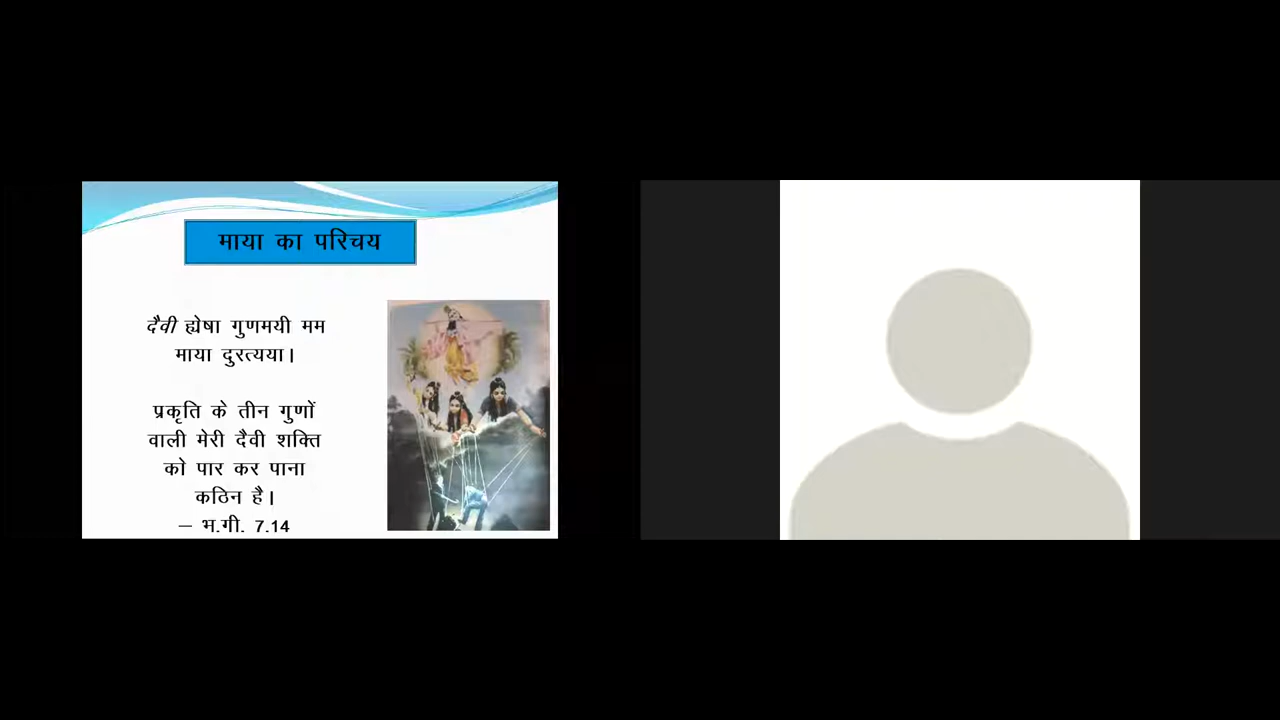 माया का परिचय
दैवी ह्येषा गुणमयी मम
माया दुरत्यया।
प्रकृति के तीन गुणों
वाली मेरी दैवी शक्ति
को पार कर पाना
कठिन है।
– भ.गी. 7.14